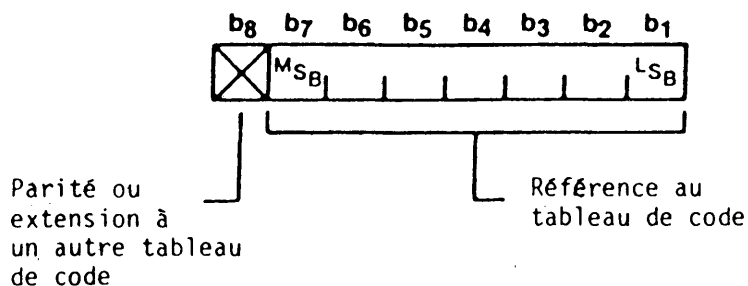 b8 b7 b6 b5 b4 b3 b2 b1
MSB LSB
Parité ou
extension à
un autre tableau
de code
Référence au
tableau de code